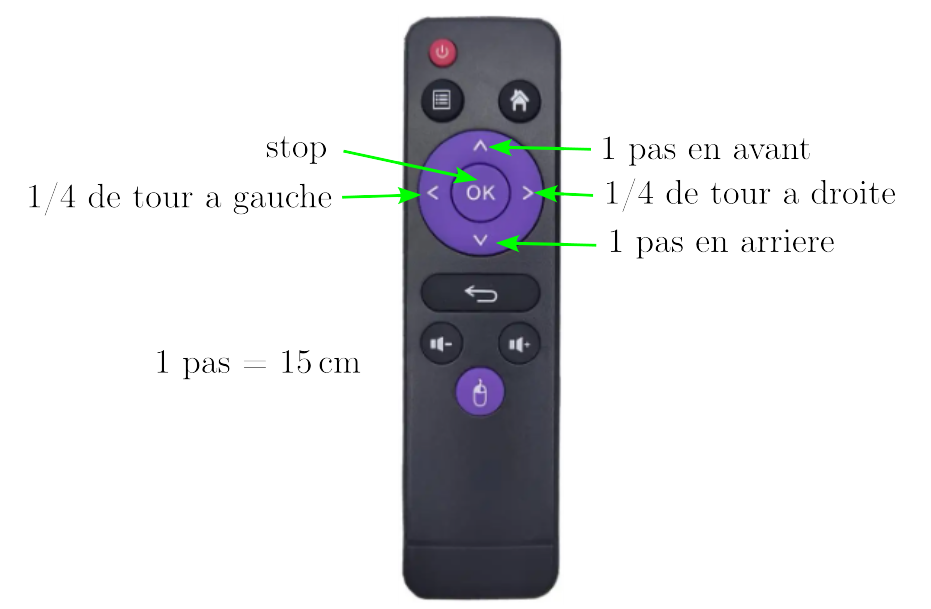 stop
1 pas en avant
1/4 de tour a gauche
OK
1/4 de tour a droite
1 pas en arriere
1 pas = 15 cm